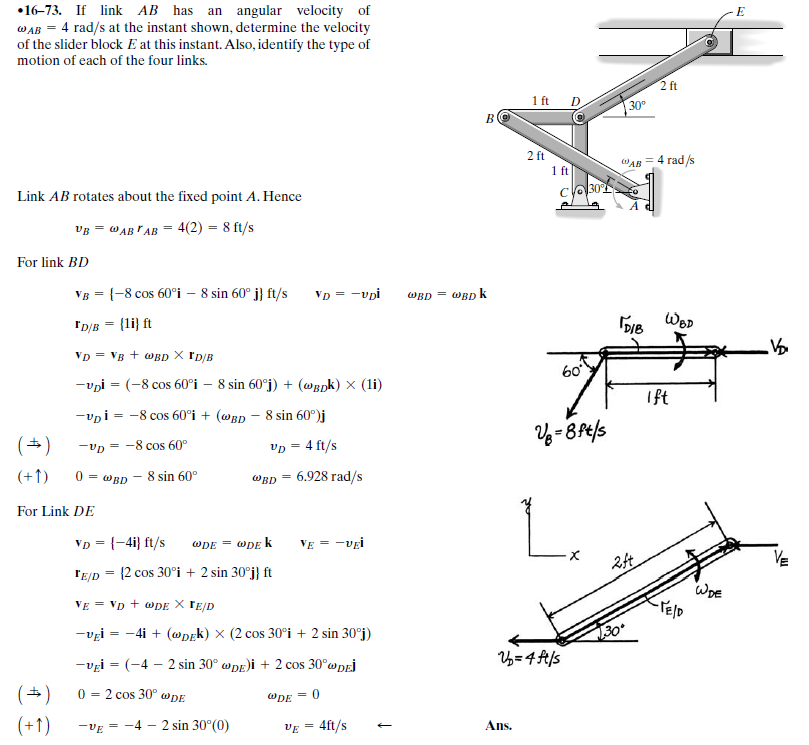 •16–73. If link AB has an angular velocity of
ωAB = 4 rad/s at the instant shown, determine the velocity
of the slider block E at this instant. Also, identify the type of
motion of each of the four links.
E
2 ft
1 ft
D
30°
B
2 ft
1 ft
ωAB = 4 rad/s
C
30°
A
Link AB rotates about the fixed point A. Hence
vB = ωAB rAB = 4(2) = 8 ft/s
For link BD
vB = {–8 cos 60°i – 8 sin 60° j} ft/s vD = –vDi ωBD = ωBD k
rD/B = {1i} ft
vD = vB + ωBD × rD/B
–vDi = (–8 cos 60°i – 8 sin 60°j) + (ωBDk) × (1i)
–vD i = –8 cos 60°i + (ωBD – 8 sin 60°)j
(→+) –vD = –8 cos 60° vD = 4 ft/s
(+↑) 0 = ωBD – 8 sin 60° ωBD = 6.928 rad/s
rD/B
ωBD
VD
60°
1ft
VB = 8ft/s
For Link DE
vD = {–4i} ft/s ωDE = ωDE k vE = –vEi
rE/D = {2 cos 30°i + 2 sin 30°j} ft
vE = vD + ωDE × rE/D
–vEi = –4i + (ωDEk) × (2 cos 30°i + 2 sin 30°j)
–vEi = (–4 – 2 sin 30° ωDE)i + 2 cos 30°ωDEj
(→+) 0 = 2 cos 30° ωDE ωDE = 0
(+↑) –vE = –4 – 2 sin 30°(0) vE = 4ft/s ← Ans.
y
x
2ft
VE
ωDE
rE/D
30°
VD = 4 ft/s